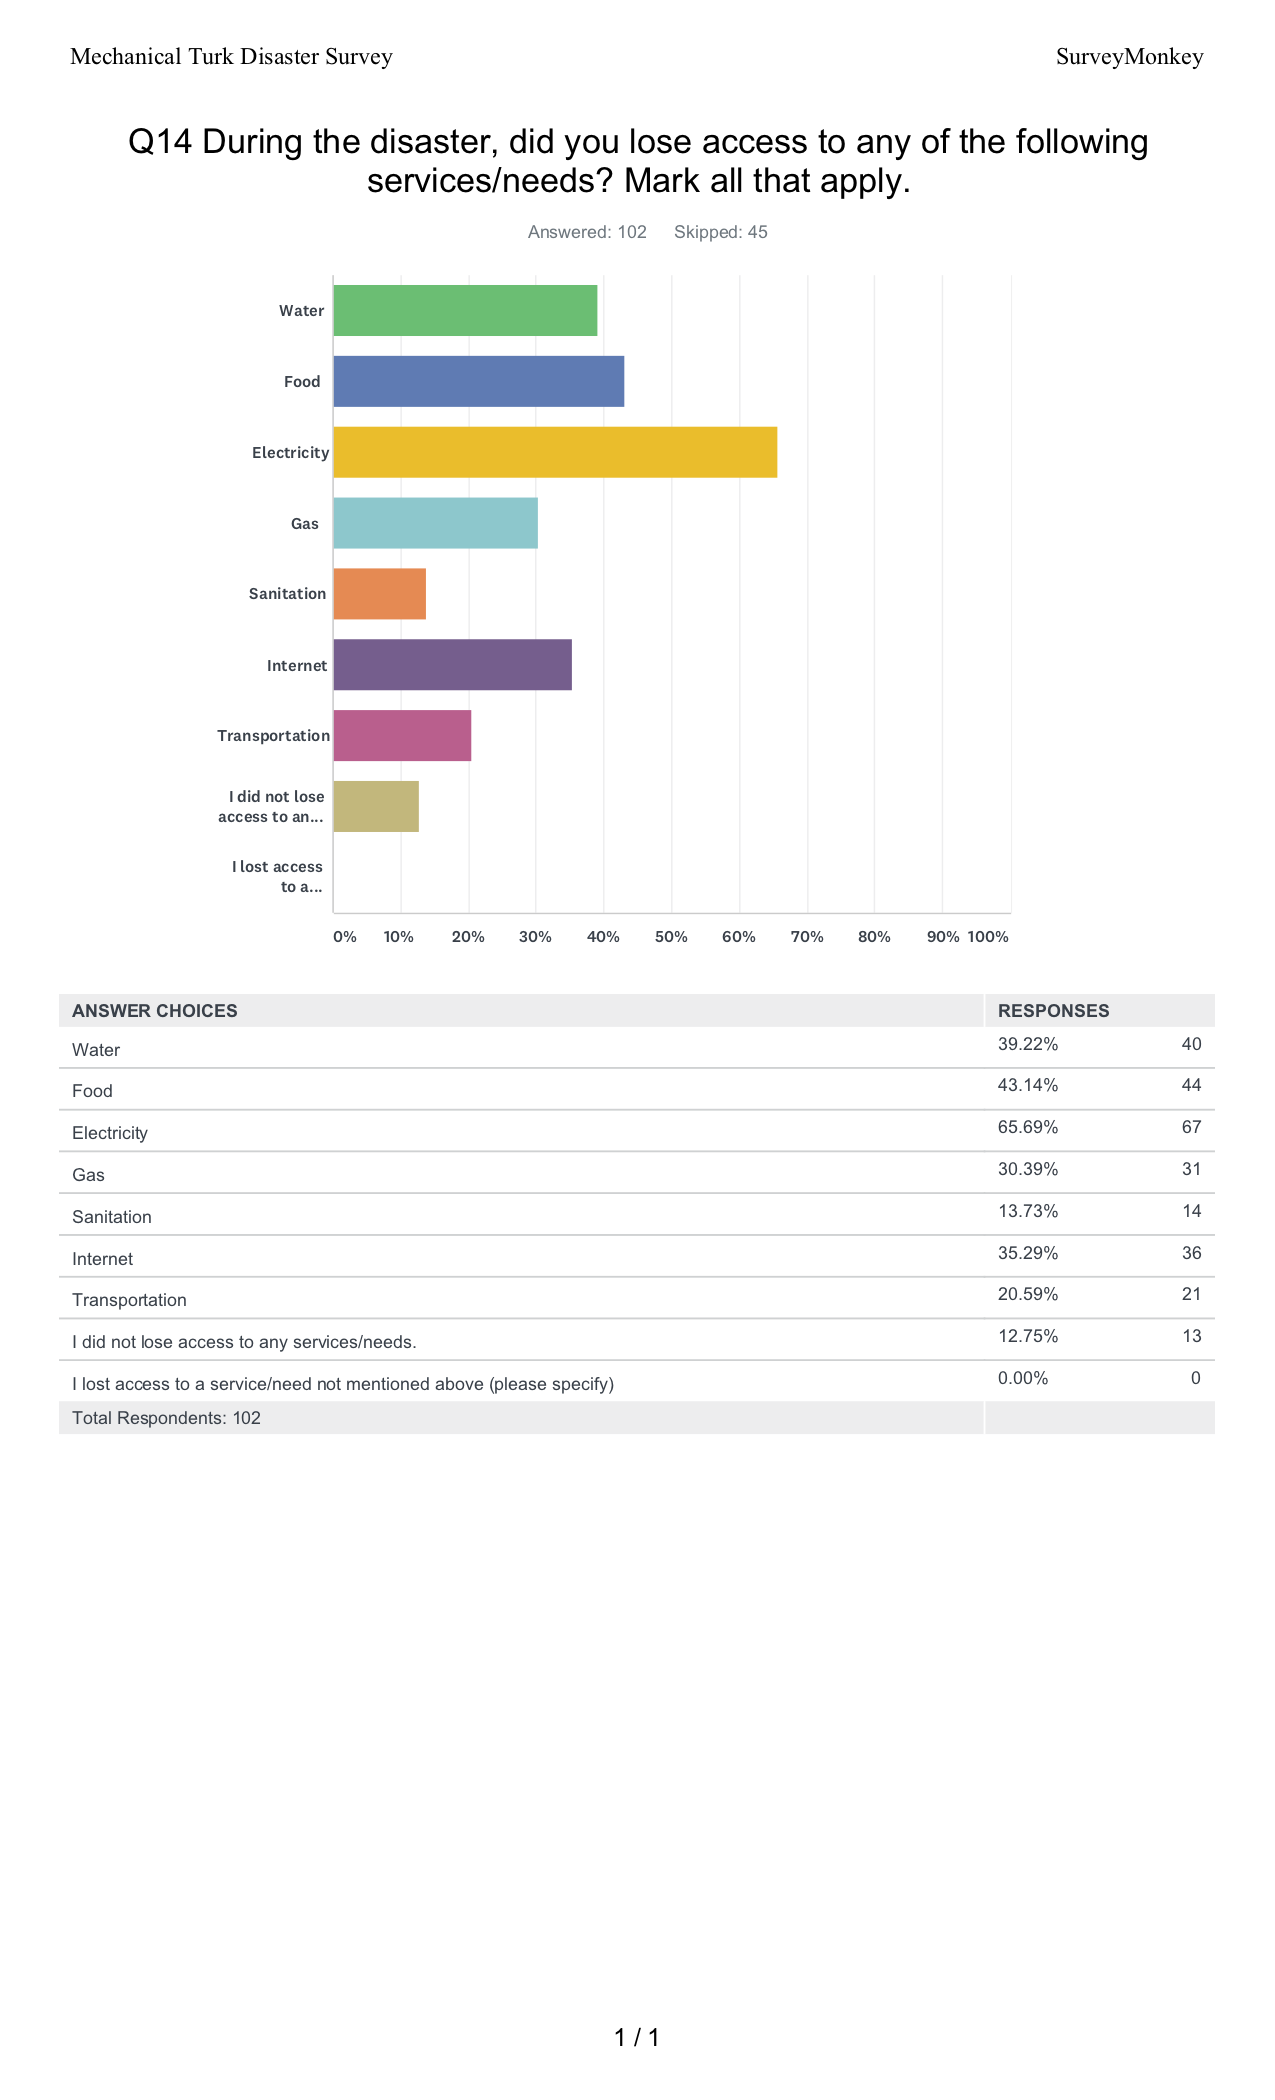 Mechanical Turk Disaster Survey SurveyMonkey
Q14 During the disaster, did you lose access to any of the following
services/needs? Mark all that apply.
Answered: 102 Skipped: 45
Water
Food
Electricity
Gas
Sanitation
Internet
Transportation
I did not lose
access to an...
I lost access
to a...
0% 10% 20% 30% 40% 50% 60% 70% 80% 90% 100%
ANSWER CHOICES RESPONSES
Water 39.22% 40
Food 43.14% 44
Electricity 65.69% 67
Gas 30.39% 31
Sanitation 13.73% 14
Internet 35.29% 36
Transportation 20.59% 21
I did not lose access to any services/needs. 12.75% 13
I lost access to a service/need not mentioned above (please specify) 0.00% 0
Total Respondents: 102
1 / 1